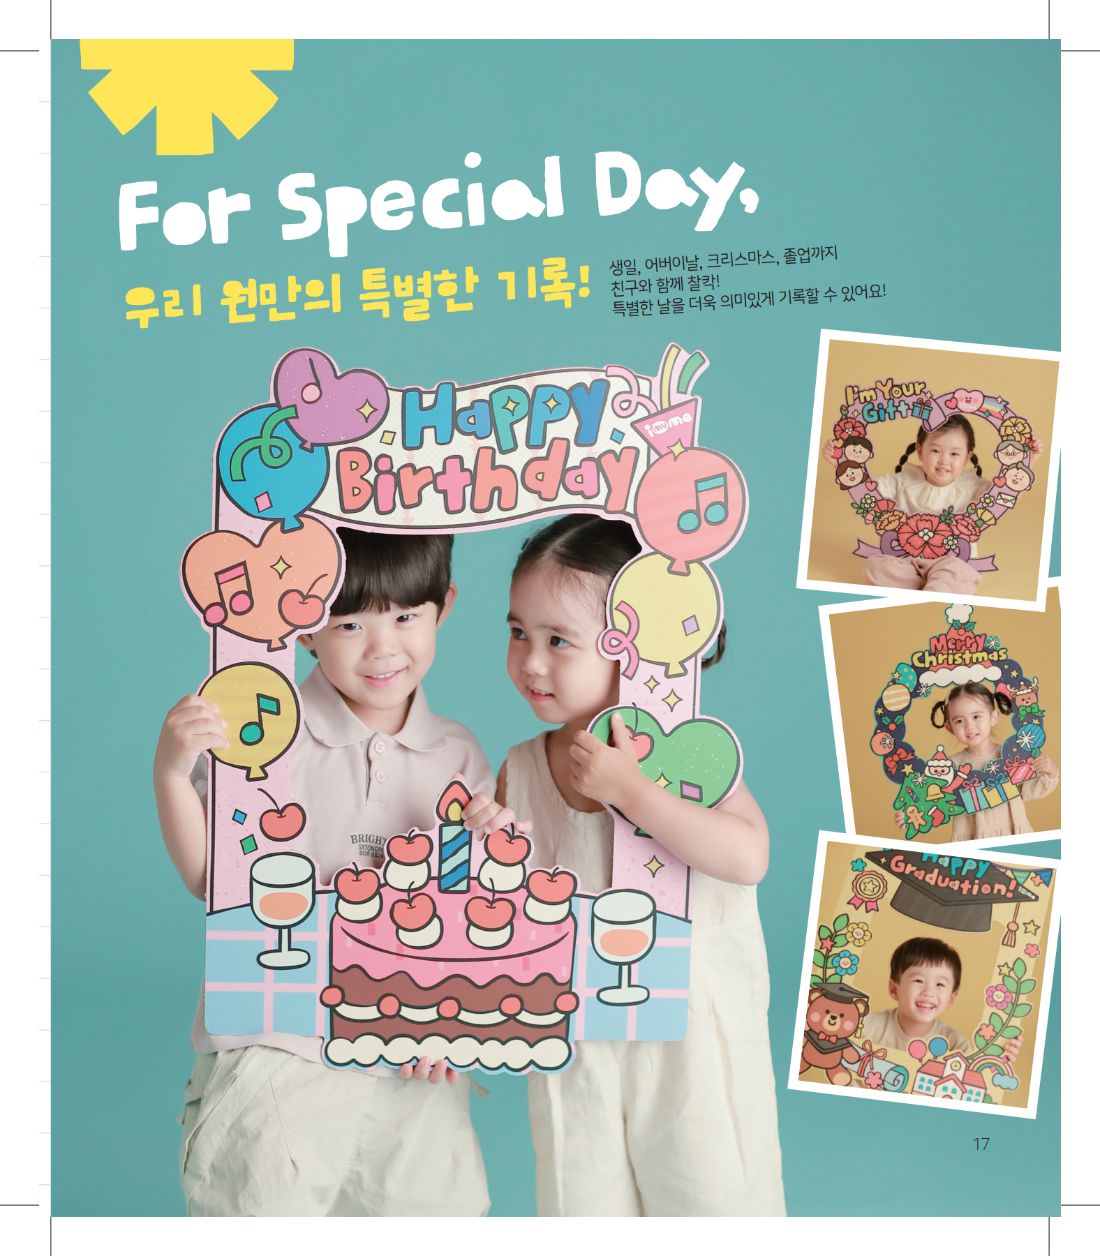 For Special Day,
우리 원만의 특별한 기록!
생일, 어버이날, 크리스마스, 졸업까지
친구와 함께 찰칵!
특별한 날을 더욱 의미있게 기록할 수 있어요!
Happy
Birthday
i my me
BRIGHT
I'm Your
Gift
Merry
Christmas
Happy
Graduation!
17